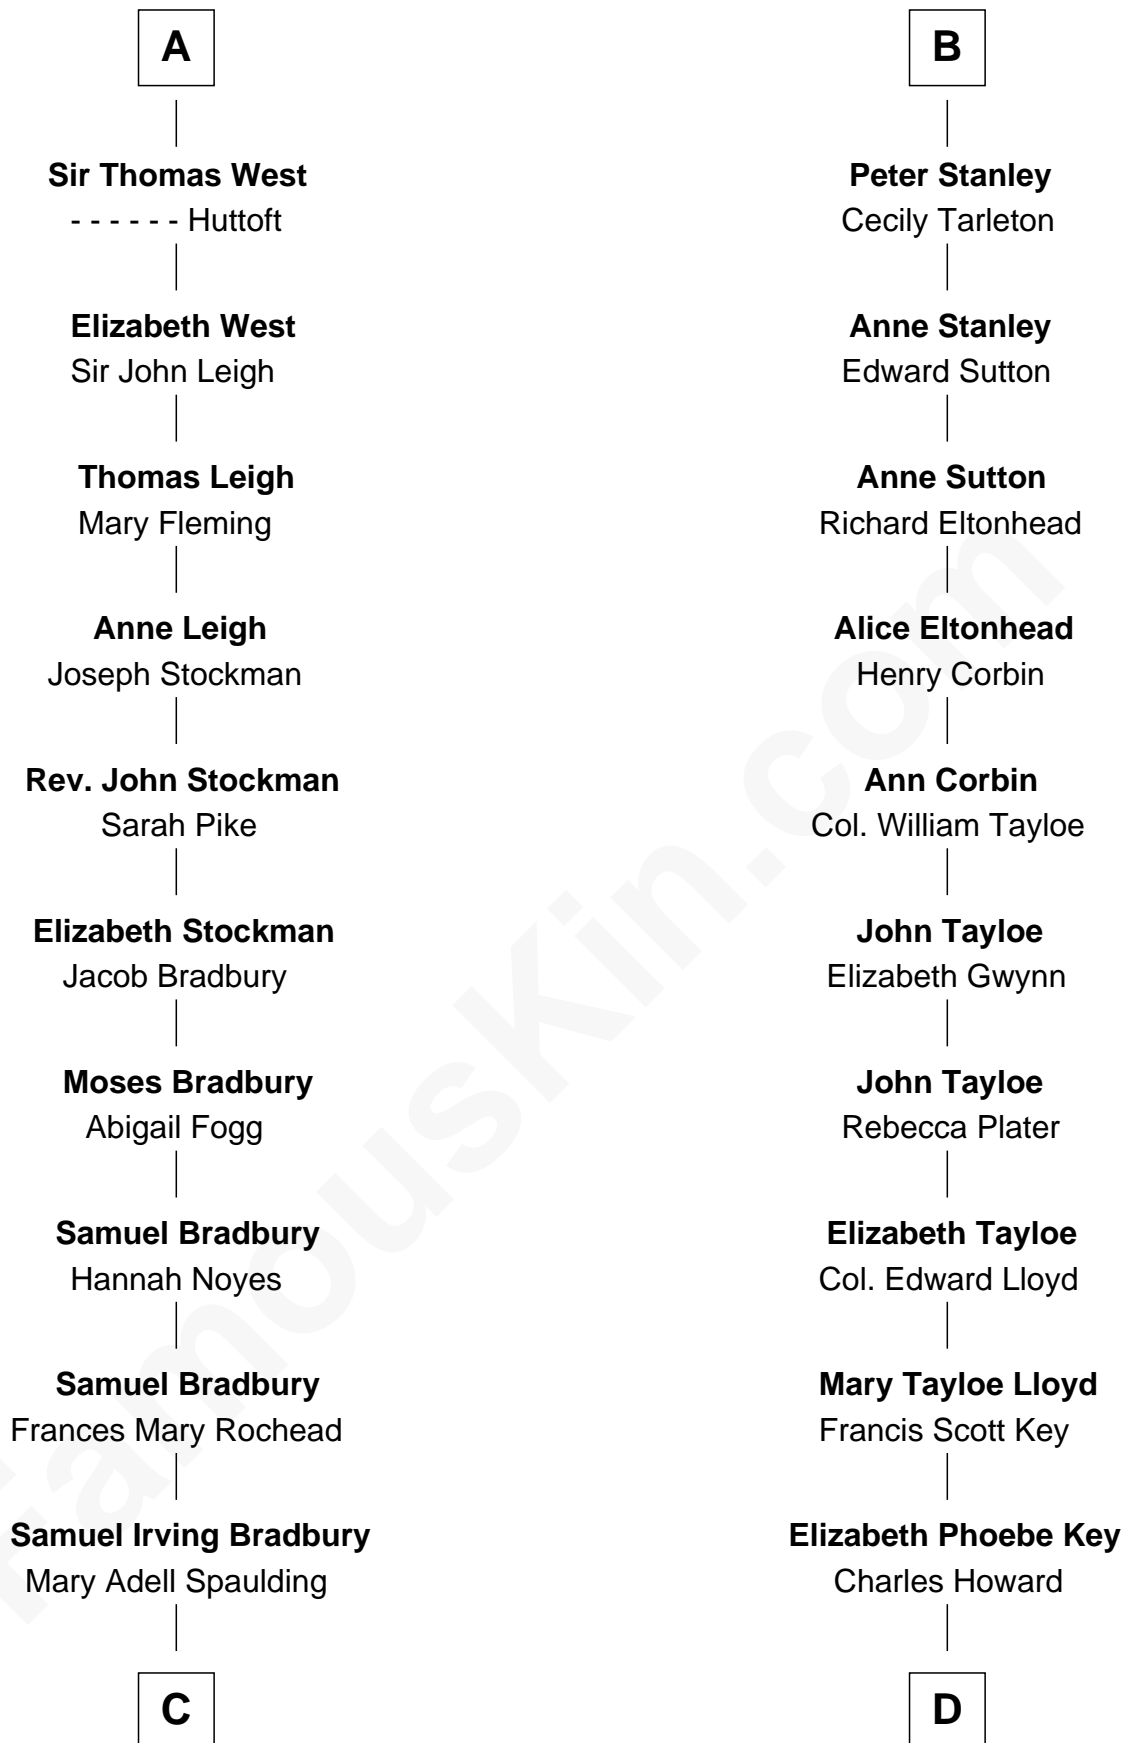 A
Sir Thomas West
- - - - - - Huttoft
Elizabeth West
Sir John Leigh
Thomas Leigh
Mary Fleming
Anne Leigh
Joseph Stockman
Rev. John Stockman
Sarah Pike
Elizabeth Stockman
Jacob Bradbury
Moses Bradbury
Abigail Fogg
Samuel Bradbury
Hannah Noyes
Samuel Bradbury
Frances Mary Rochead
Samuel Irving Bradbury
Mary Adell Spaulding
C
B
Peter Stanley
Cecily Tarleton
Anne Stanley
Edward Sutton
Anne Sutton
Richard Eltonhead
Alice Eltonhead
Henry Corbin
Ann Corbin
Col. William Tayloe
John Tayloe
Elizabeth Gwynn
John Tayloe
Rebecca Plater
Elizabeth Tayloe
Col. Edward Lloyd
Mary Tayloe Lloyd
Francis Scott Key
Elizabeth Phoebe Key
Charles Howard
D
FamousKin.com